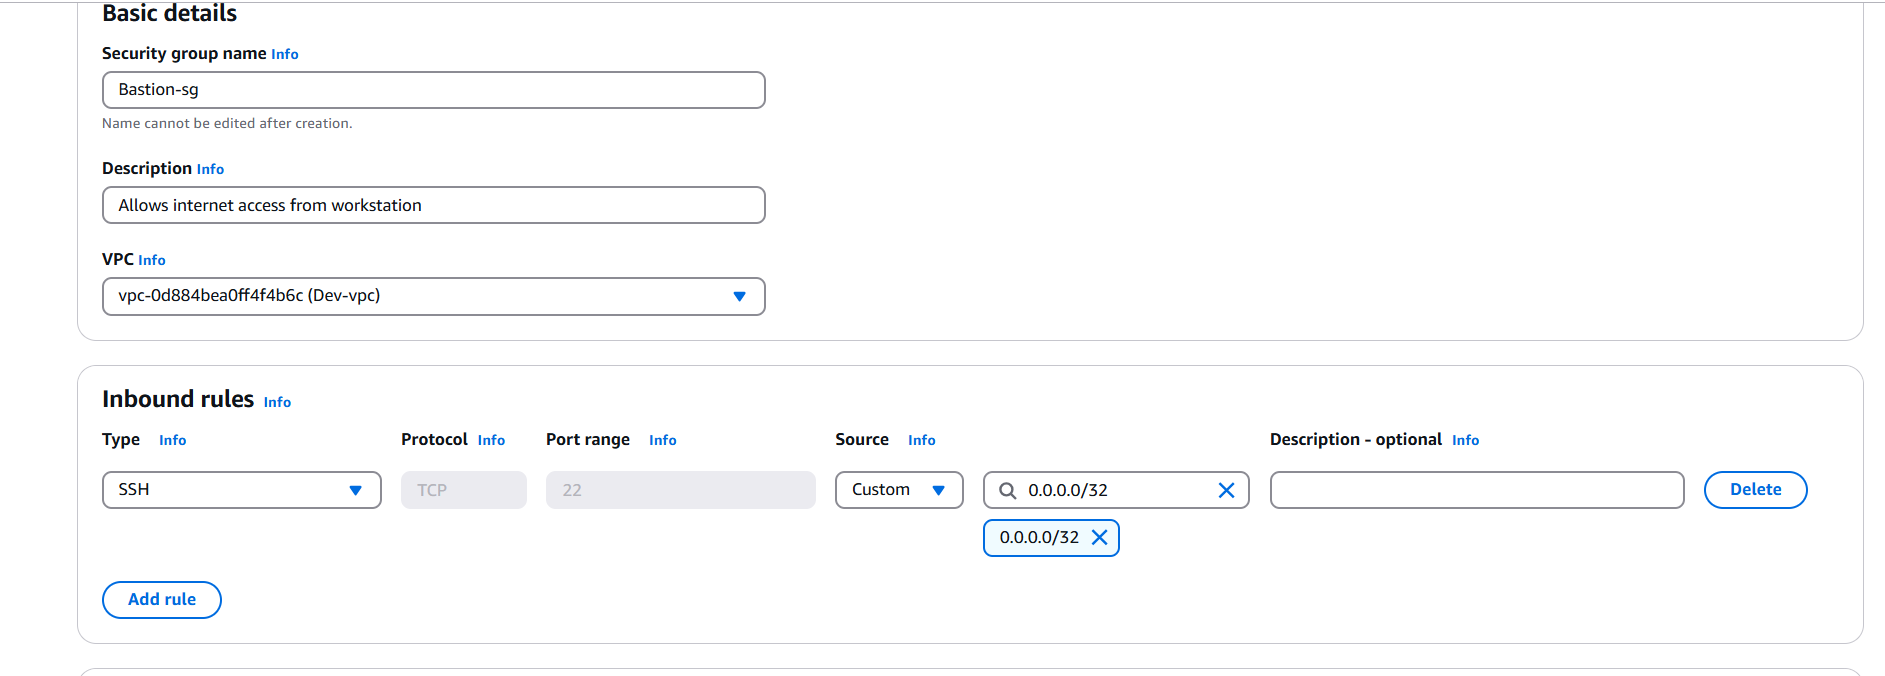 Basic details
Security group name Info
Bastion-sg
Name cannot be edited after creation.
Description Info
Allows internet access from workstation
VPC Info
vpc-0d884bea0ff4f4b6c (Dev-vpc)
Inbound rules Info
Type Info Protocol Info Port range Info Source Info Description - optional Info
SSH TCP 22 Custom 0.0.0.0/32 Delete
0.0.0.0/32
Add rule